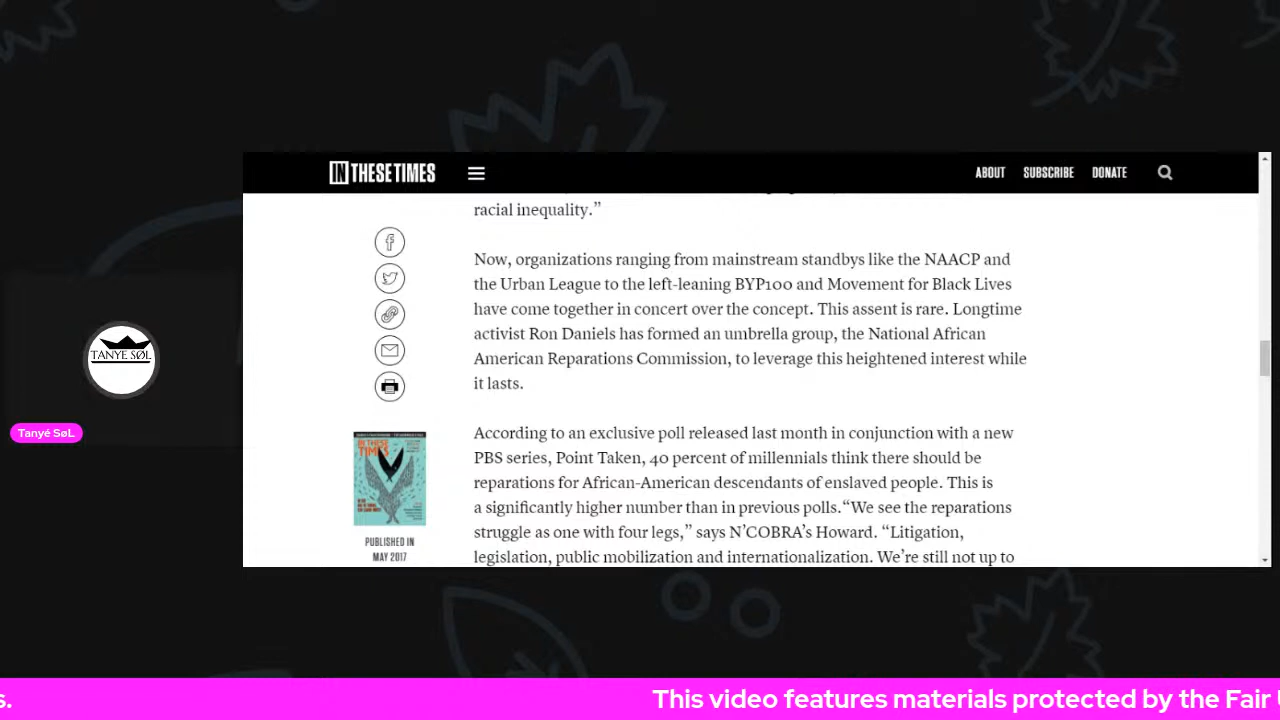 IN THESE TIMES
ABOUT SUBSCRIBE DONATE
racial inequality.”
Now, organizations ranging from mainstream standbys like the NAACP and
the Urban League to the left-leaning BYP100 and Movement for Black Lives
have come together in concert over the concept. This assent is rare. Longtime
activist Ron Daniels has formed an umbrella group, the National African
American Reparations Commission, to leverage this heightened interest while
it lasts.
According to an exclusive poll released last month in conjunction with a new
PBS series, Point Taken, 40 percent of millennials think there should be
reparations for African-American descendants of enslaved people. This is
a significantly higher number than in previous polls.“We see the reparations
struggle as one with four legs,” says N’COBRA’s Howard. “Litigation,
legislation, public mobilization and internationalization. We’re still not up to
IN THESE
TIMES
PUBLISHED IN
MAY 2017
TANYE SØL
Tanyé SøL
s.
This video features materials protected by the Fair